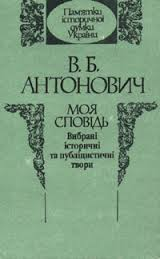 Пам'ятки
історичної
думки
України
В. Б.
АНТОНОВИЧ
МОЯ
СПОВІДЬ
Вибрані
історичні
та публіцистичні
твори